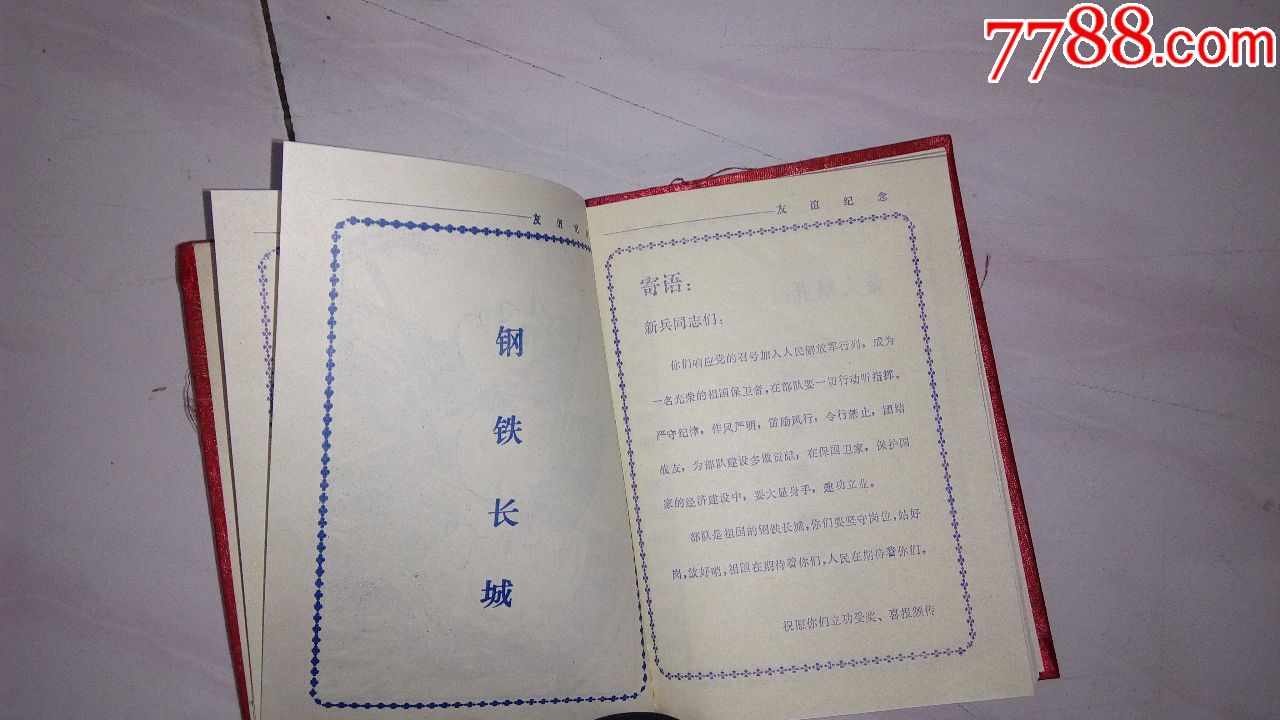 7788.com
友谊纪
钢
铁
长
城
友谊纪念
寄语：
新兵同志们：
你们响应党的召号加入人民解放军行列，成为
一名光荣的祖国保卫者，在部队要一切行动听指挥。
严守纪津，作风严明，雷励风行，令行禁止，团结
战友，为部队建设多做贡献，在保国卫家，保护国
家的经济建设中，要大显身手，建功立业。
部队是祖国的钢铁长城，你们要坚守岗位，站好
岗，放好哨，祖国在期待着你们，人民在期待着你们。
祝愿你们立功受奖、喜报频传